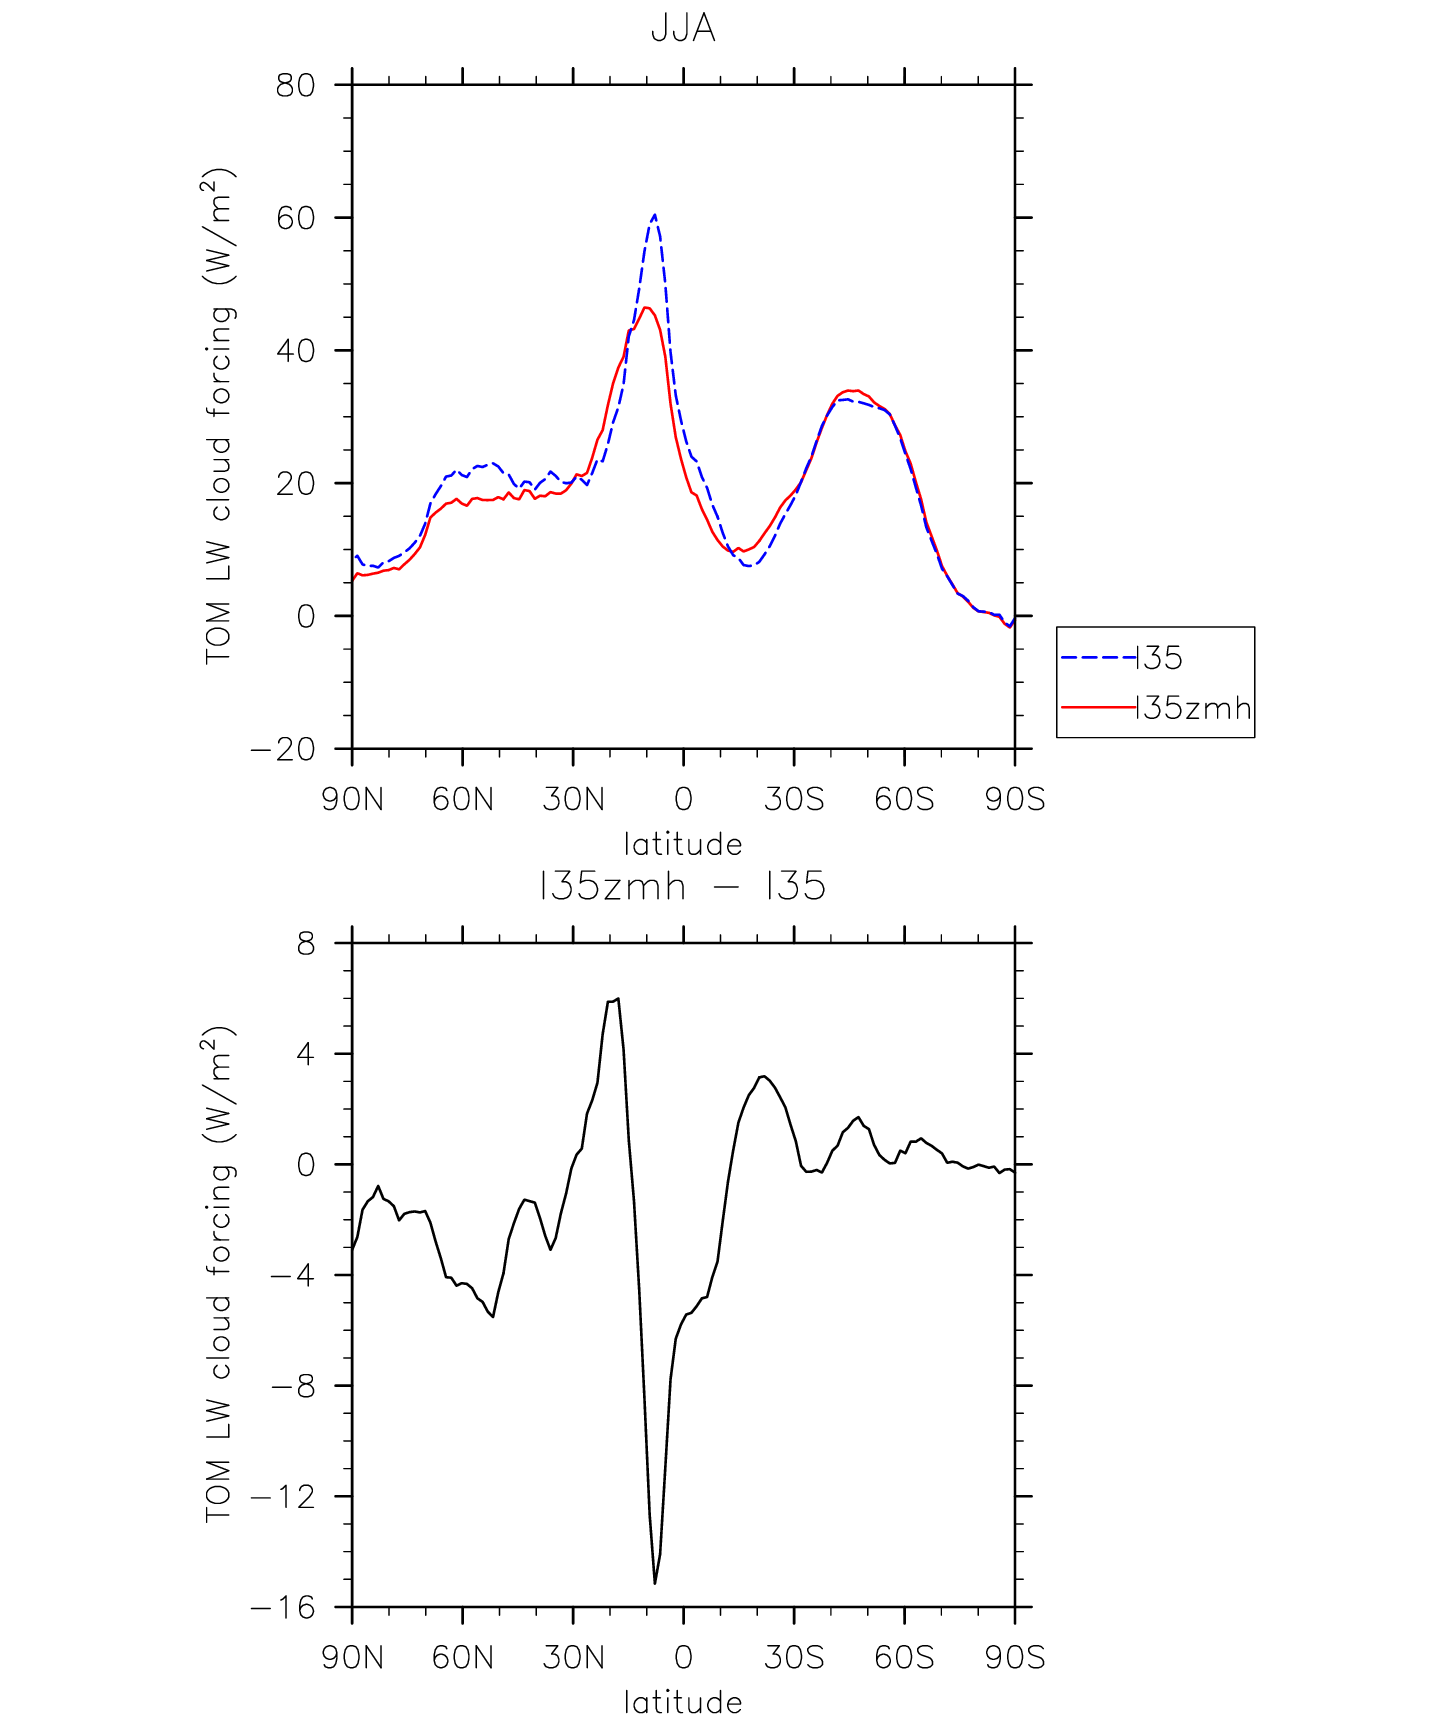 JJA
80
60
40
20
0
−20
TOM LW cloud forcing (W/m²)
90N 60N 30N 0 30S 60S 90S
latitude
I35
I35zmh
I35zmh − I35
8
4
0
−4
−8
−12
−16
TOM LW cloud forcing (W/m²)
90N 60N 30N 0 30S 60S 90S
latitude